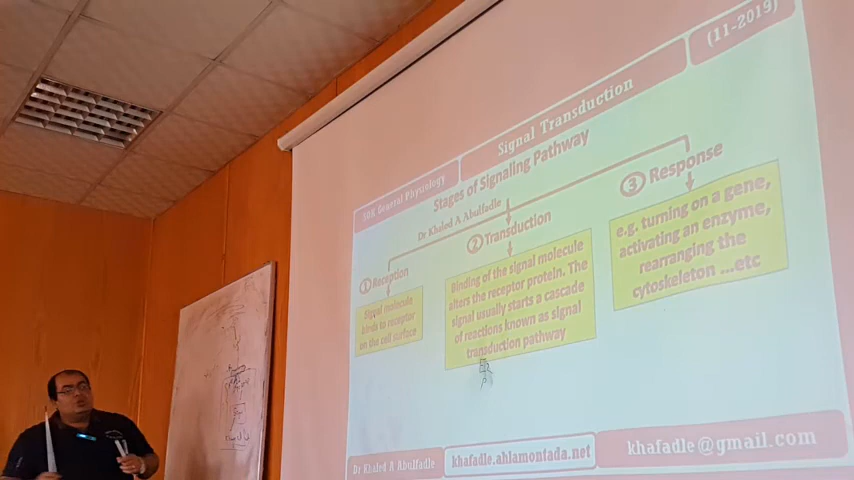 306 General Physiology
Signal Transduction
(11-2019)
Stages of Signaling Pathway
Dr Khaled A Abulfadle
1 Reception
2 Transduction
3 Response
Signal molecule
binds to receptor
on the cell surface
Binding of the signal molecule
alters the receptor protein. The
signal usually starts a cascade
of reactions known as signal
transduction pathway
e.g. turning on a gene,
activating an enzyme,
rearranging the
cytoskeleton ...etc
Dr Khaled A Abulfadle
khafadle.ahlamontada.net
khafadle@gmail.com